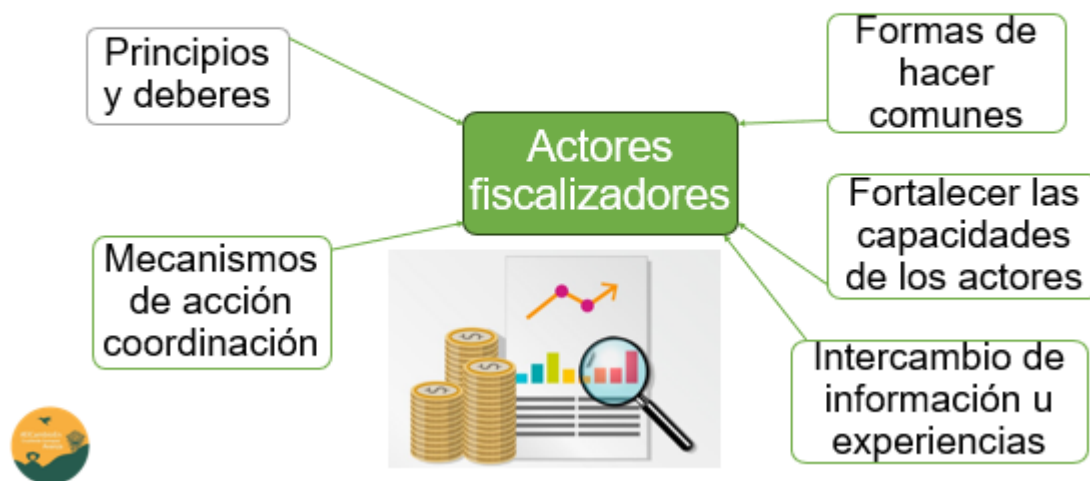 Principios
y deberes
Mecanismos
de acción
coordinación
Actores
fiscalizadores
Formas de
hacer
comunes
Fortalecer las
capacidades
de los actores
Intercambio de
información u
experiencias